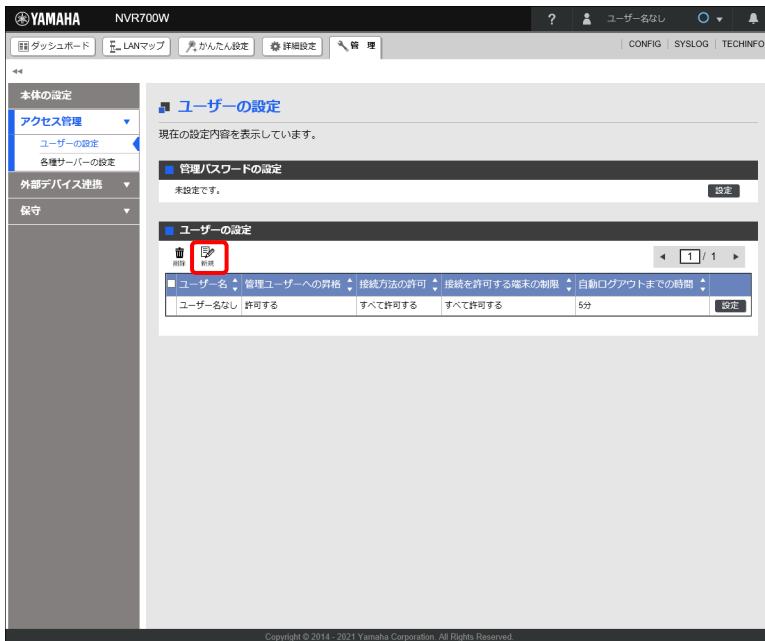 YAMAHA NVR700W ? ユーザー名なし
ダッシュボード LANマップ かんたん設定 詳細設定 管 理 CONFIG SYSLOG TECHINFO
本体の設定
アクセス管理
ユーザーの設定
各種サーバーの設定
外部デバイス連携
保守
ユーザーの設定
現在の設定内容を表示しています。
管理パスワードの設定
未設定です。 設定
ユーザーの設定
削除 新規 1 / 1
ユーザー名 管理ユーザーへの昇格 接続方法の許可 接続を許可する端末の制限 自動ログアウトまでの時間
ユーザー名なし 許可する すべて許可する すべて許可する 5分 設定
Copyright © 2014 - 2021 Yamaha Corporation. All Rights Reserved.